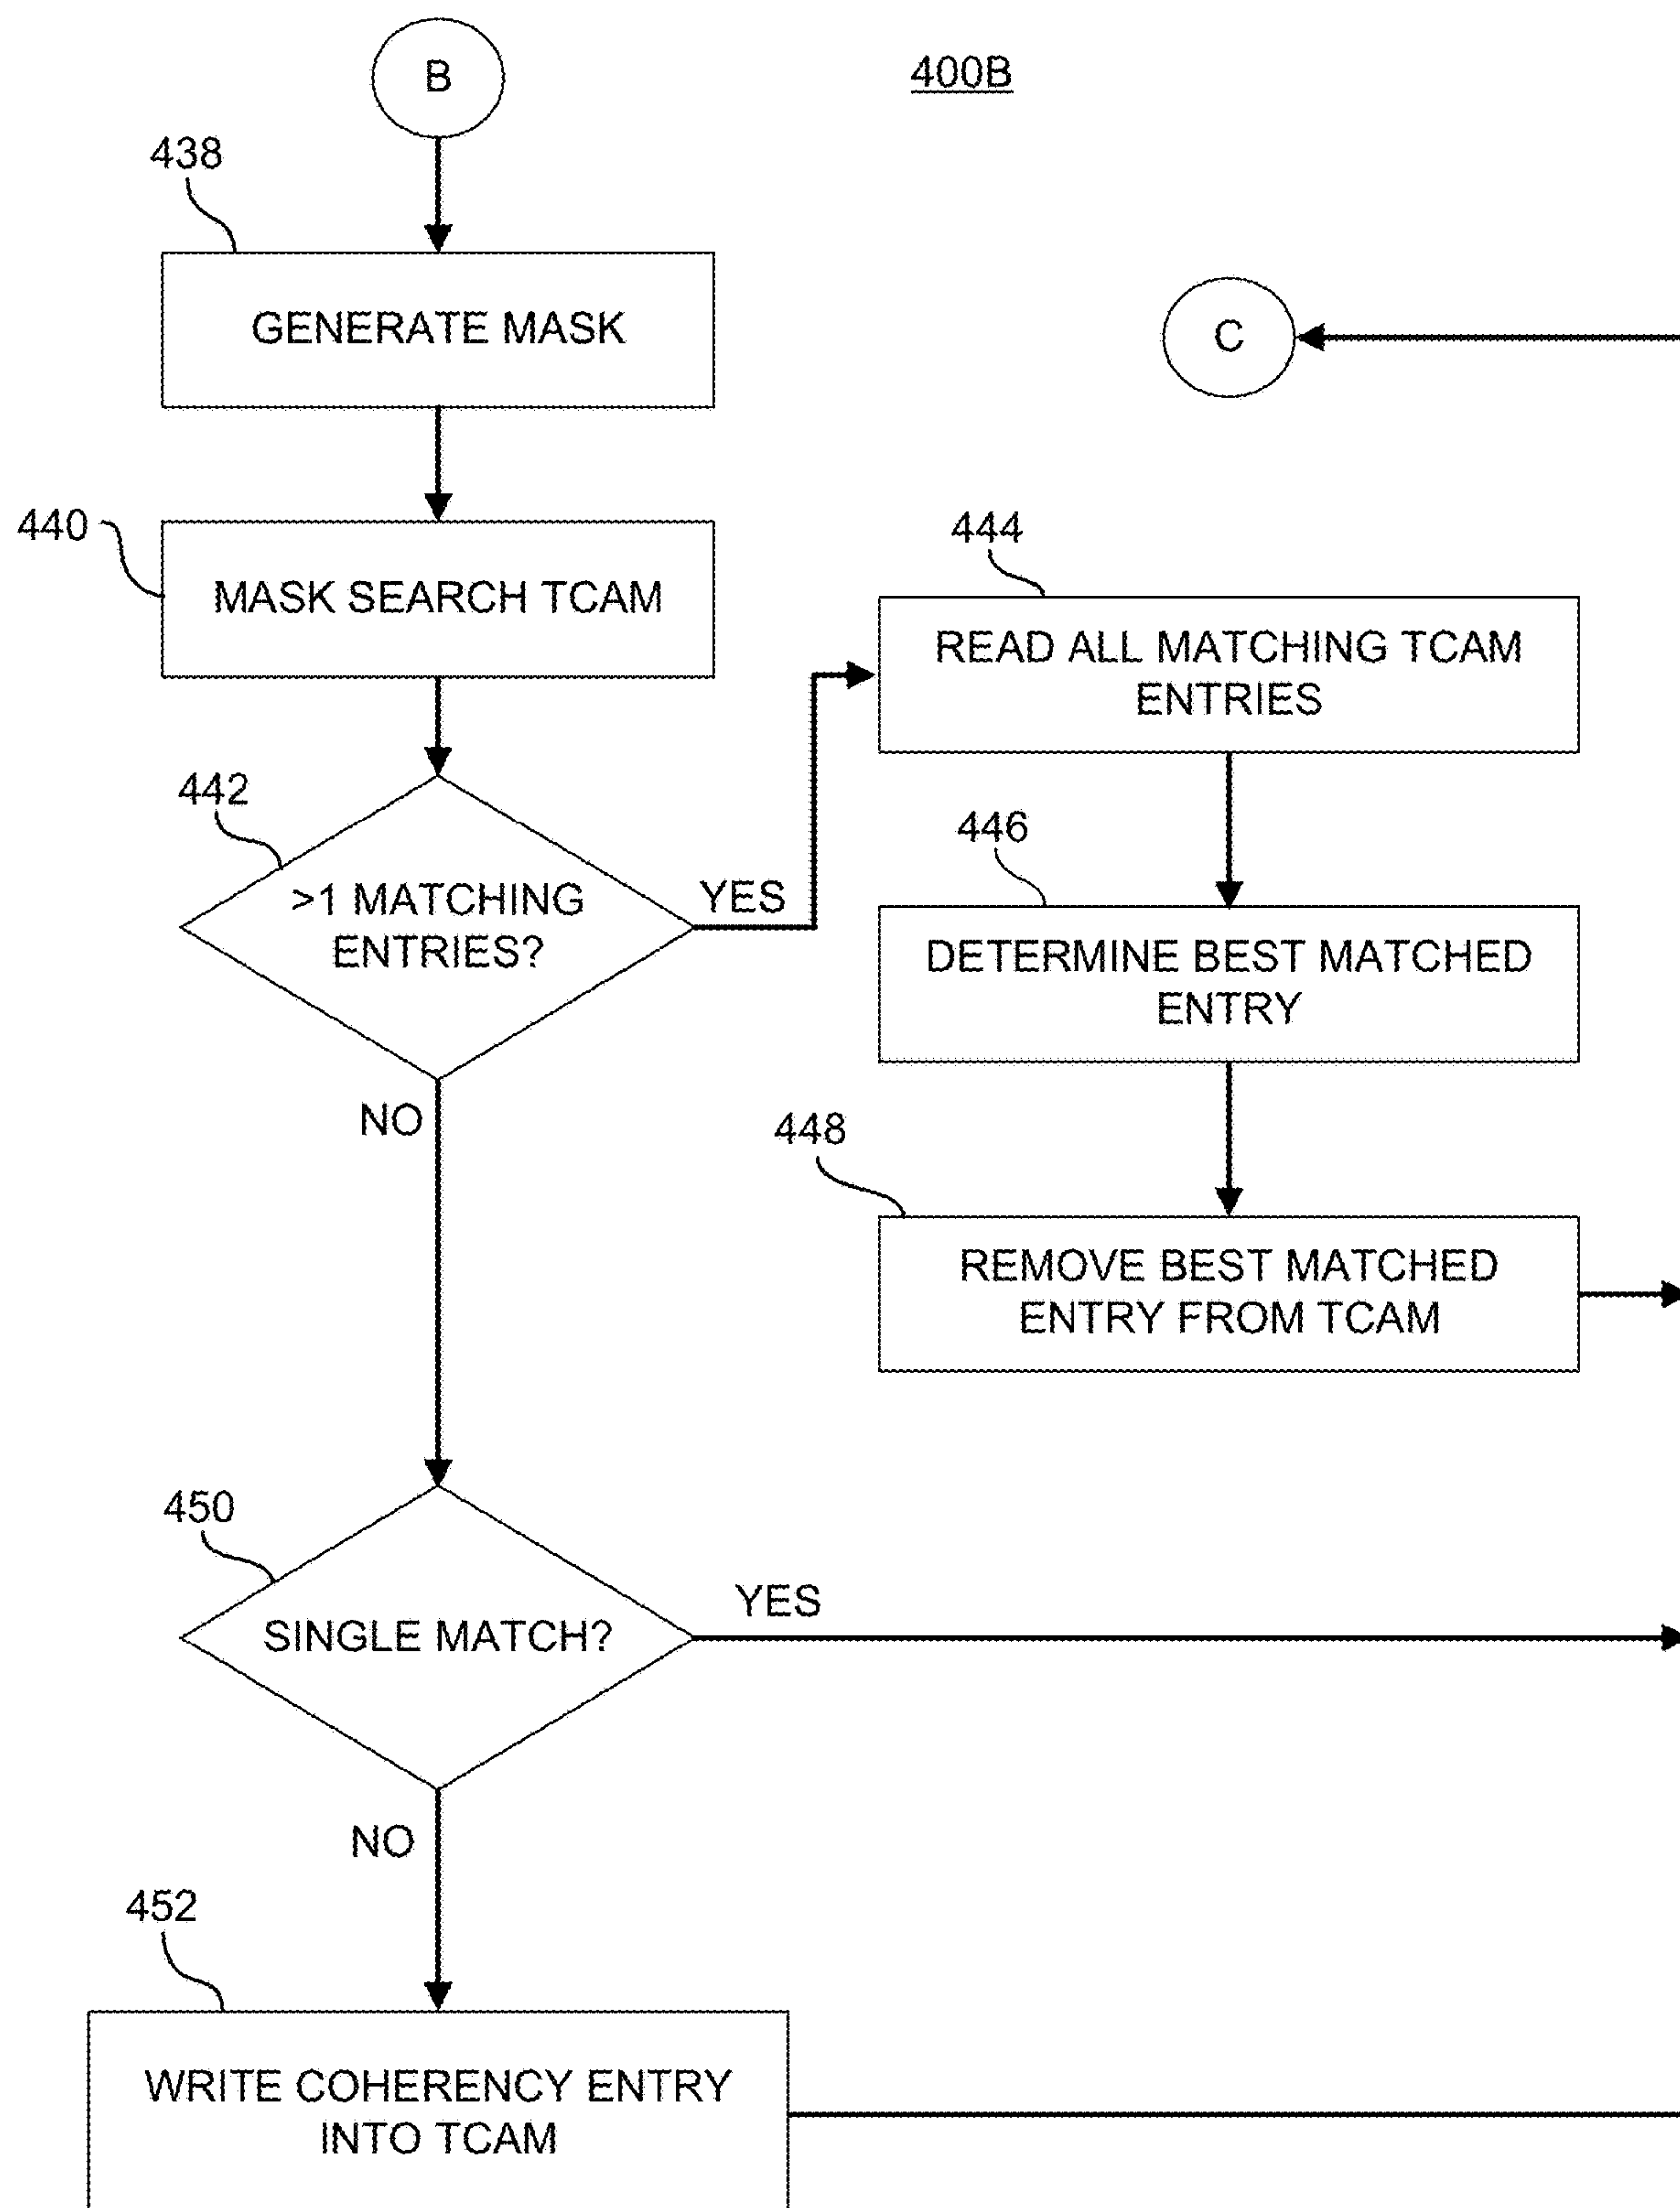 B
400B
438
GENERATE MASK
C
440
MASK SEARCH TCAM
444
READ ALL MATCHING TCAM
ENTRIES
442
>1 MATCHING
ENTRIES?
YES
446
DETERMINE BEST MATCHED
ENTRY
NO
448
REMOVE BEST MATCHED
ENTRY FROM TCAM
450
SINGLE MATCH?
YES
NO
452
WRITE COHERENCY ENTRY
INTO TCAM